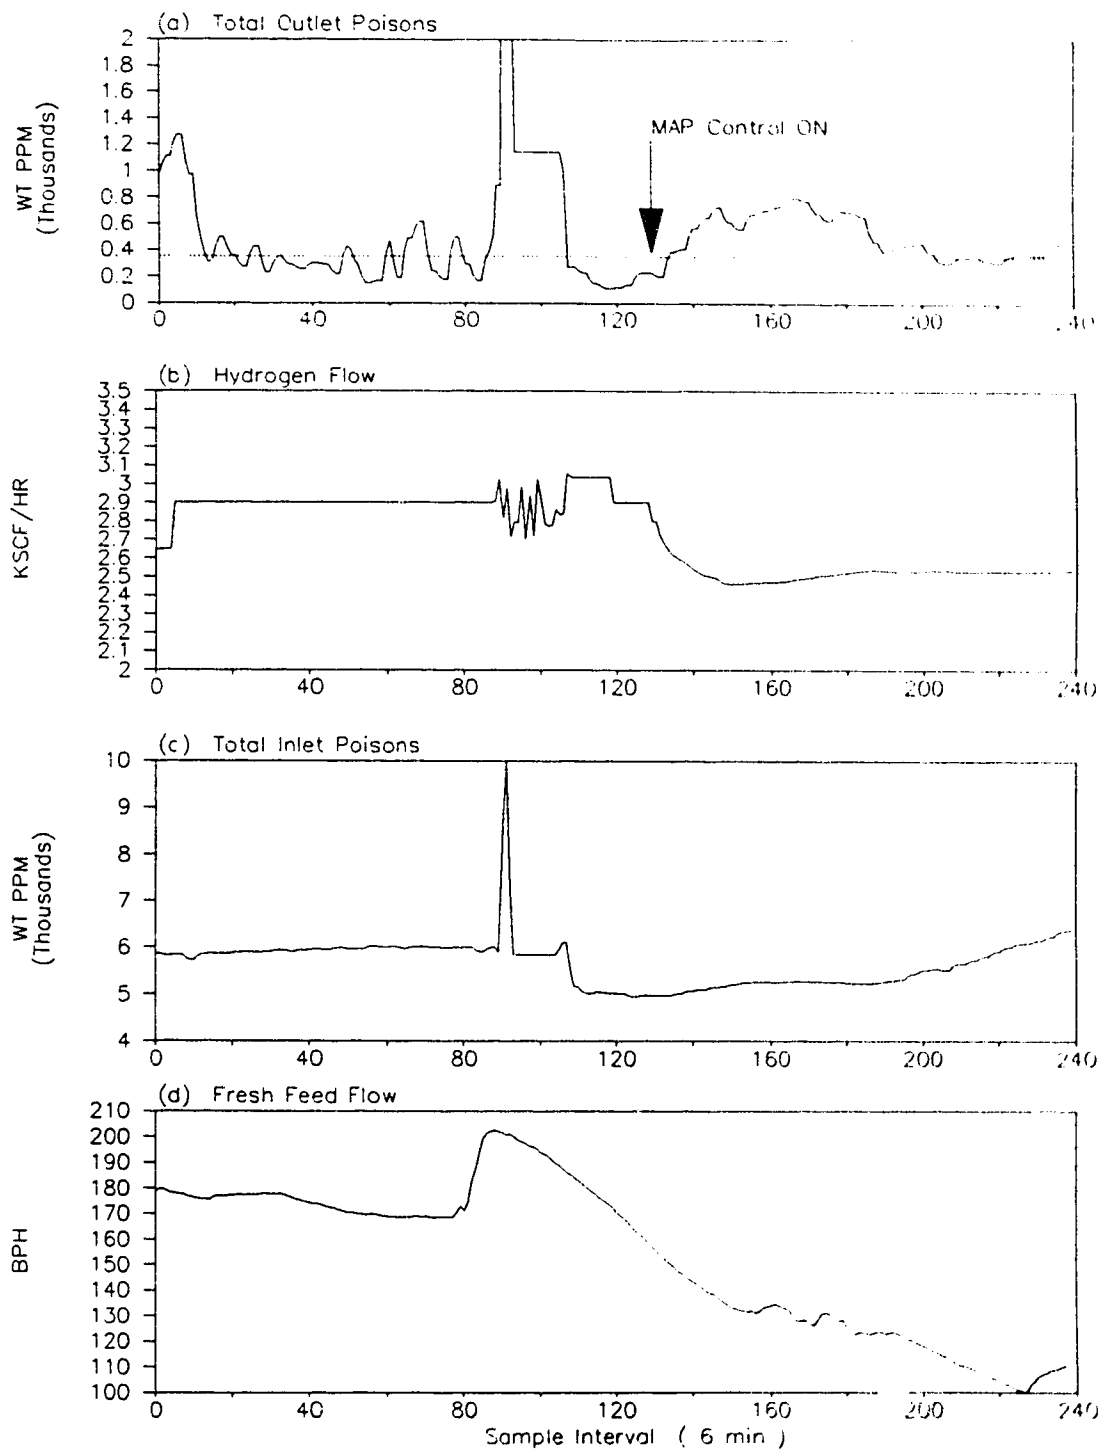 (a) Total Outlet Poisons
WT PPM
(Thousands)
2
1.8
1.6
1.4
1.2
1
0.8
0.6
0.4
0.2
0
MAP Control ON
0 40 80 120 160 200
(b) Hydrogen Flow
KSCF/HR
3.5
3.4
3.3
3.2
3.1
3
2.9
2.8
2.7
2.6
2.5
2.4
2.3
2.2
2.1
2
0 40 80 120 160 200 240
(c) Total Inlet Poisons
WT PPM
(Thousands)
10
9
8
7
6
5
4
0 40 80 120 160 200 240
(d) Fresh Feed Flow
BPH
210
200
190
180
170
160
150
140
130
120
110
100
0 40 80 120 160 200 240
Sample Interval ( 6 min )